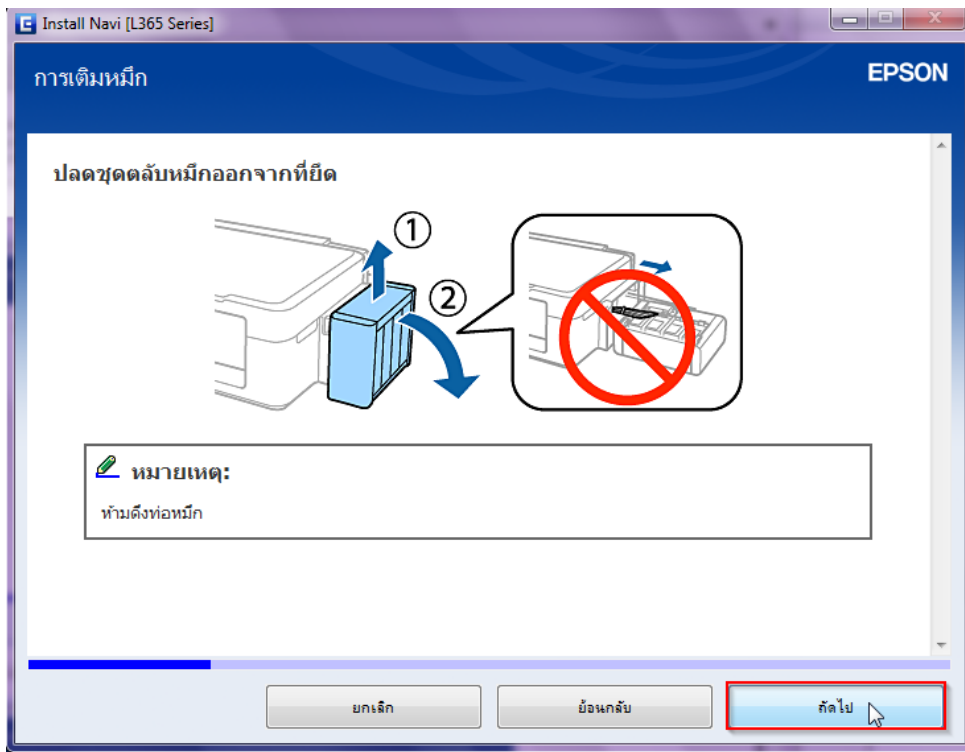 Install Navi [L365 Series]
การเติมหมึก
EPSON
ปลดชุดตลับหมึกออกจากที่ยึด
①
②
หมายเหตุ:
ห้ามดึงท่อหมึก
ยกเลิก
ย้อนกลับ
ถัดไป